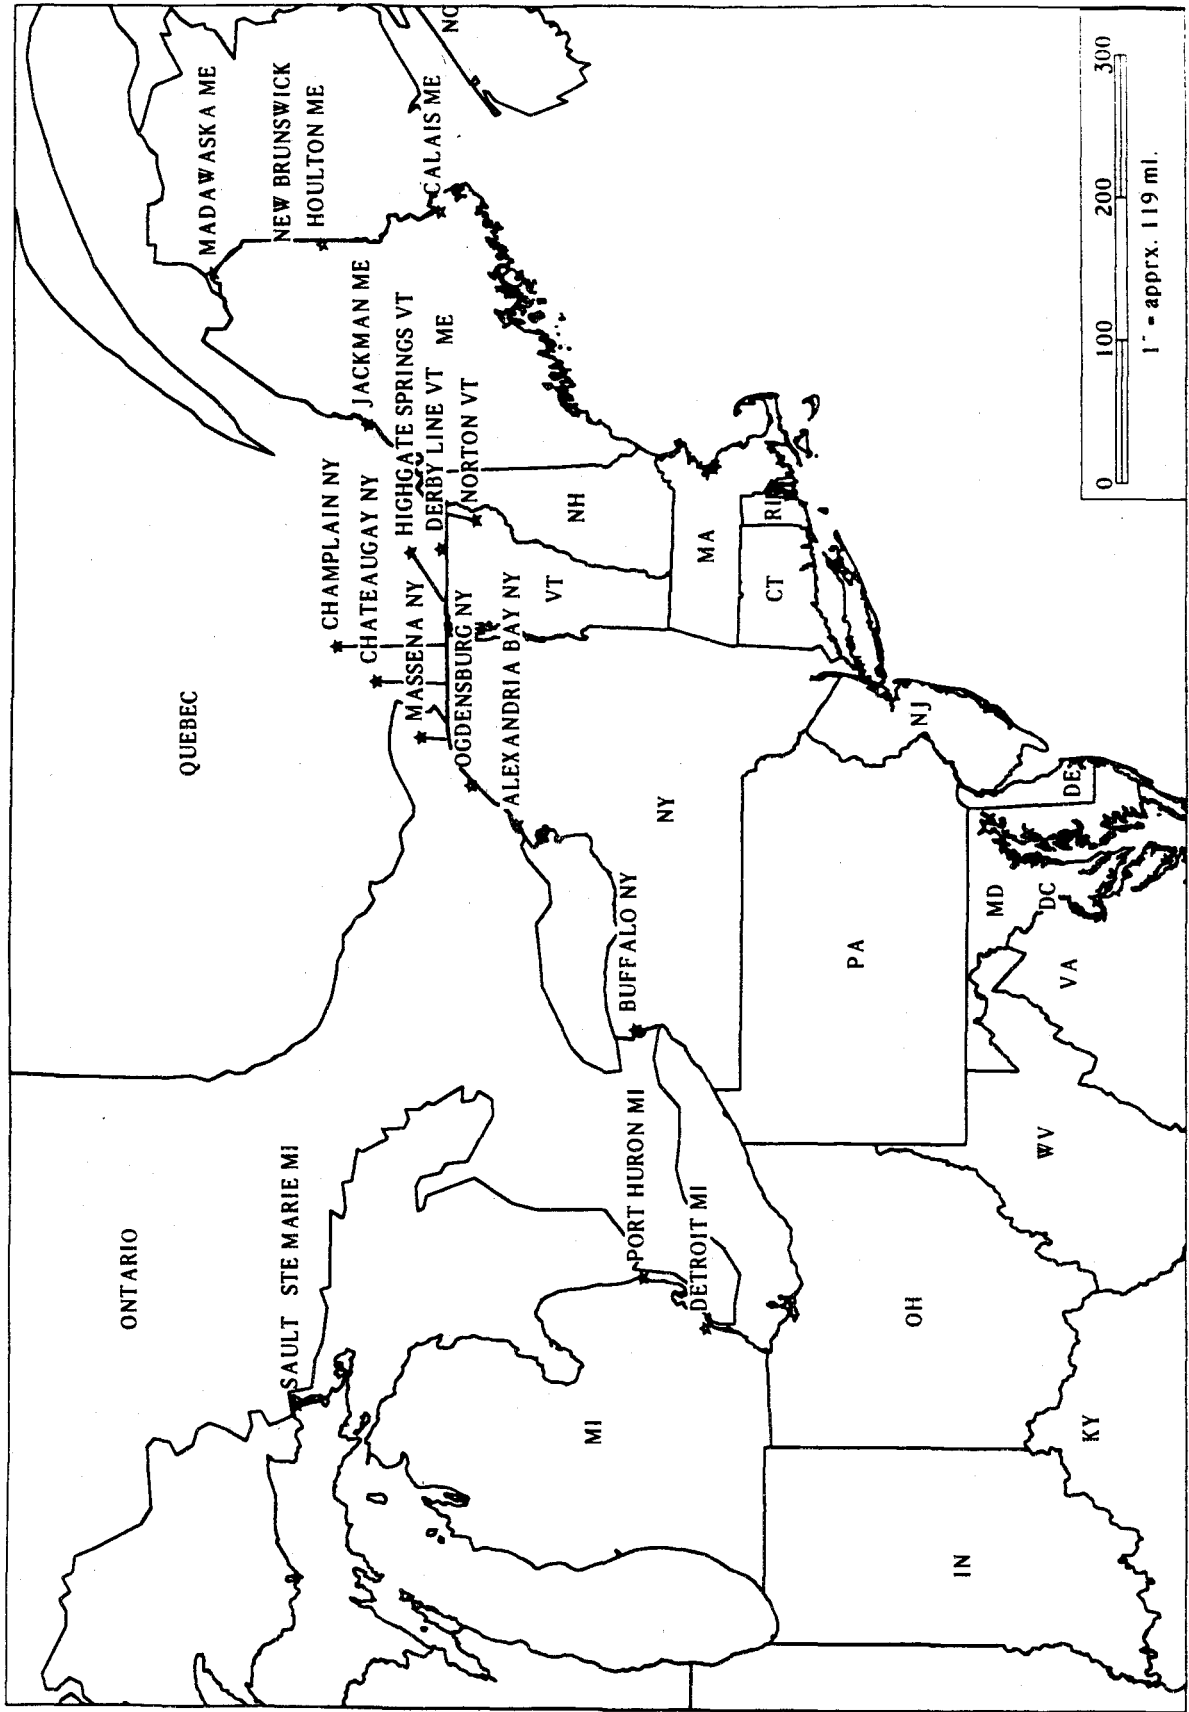 QUEBEC
ONTARIO
MADAWASKA ME
NEW BRUNSWICK
HOULTON ME
CALAIS ME
NO
JACKMAN ME
CHAMPLAIN NY
CHATEAUGAY NY
HIGHGATE SPRINGS VT
DERBY LINE VT
ME
NORTON VT
MASSENA NY
OGDENSBURG NY
ALEXANDRIA BAY NY
SAULT STE MARIE MI
BUFFALO NY
PORT HURON MI
DETROIT MI
VT
NH
MA
RI
CT
NY
NJ
PA
DE
MD
DC
VA
WV
OH
MI
KY
IN
0 100 200 300
1" = apprx. 119 mi.